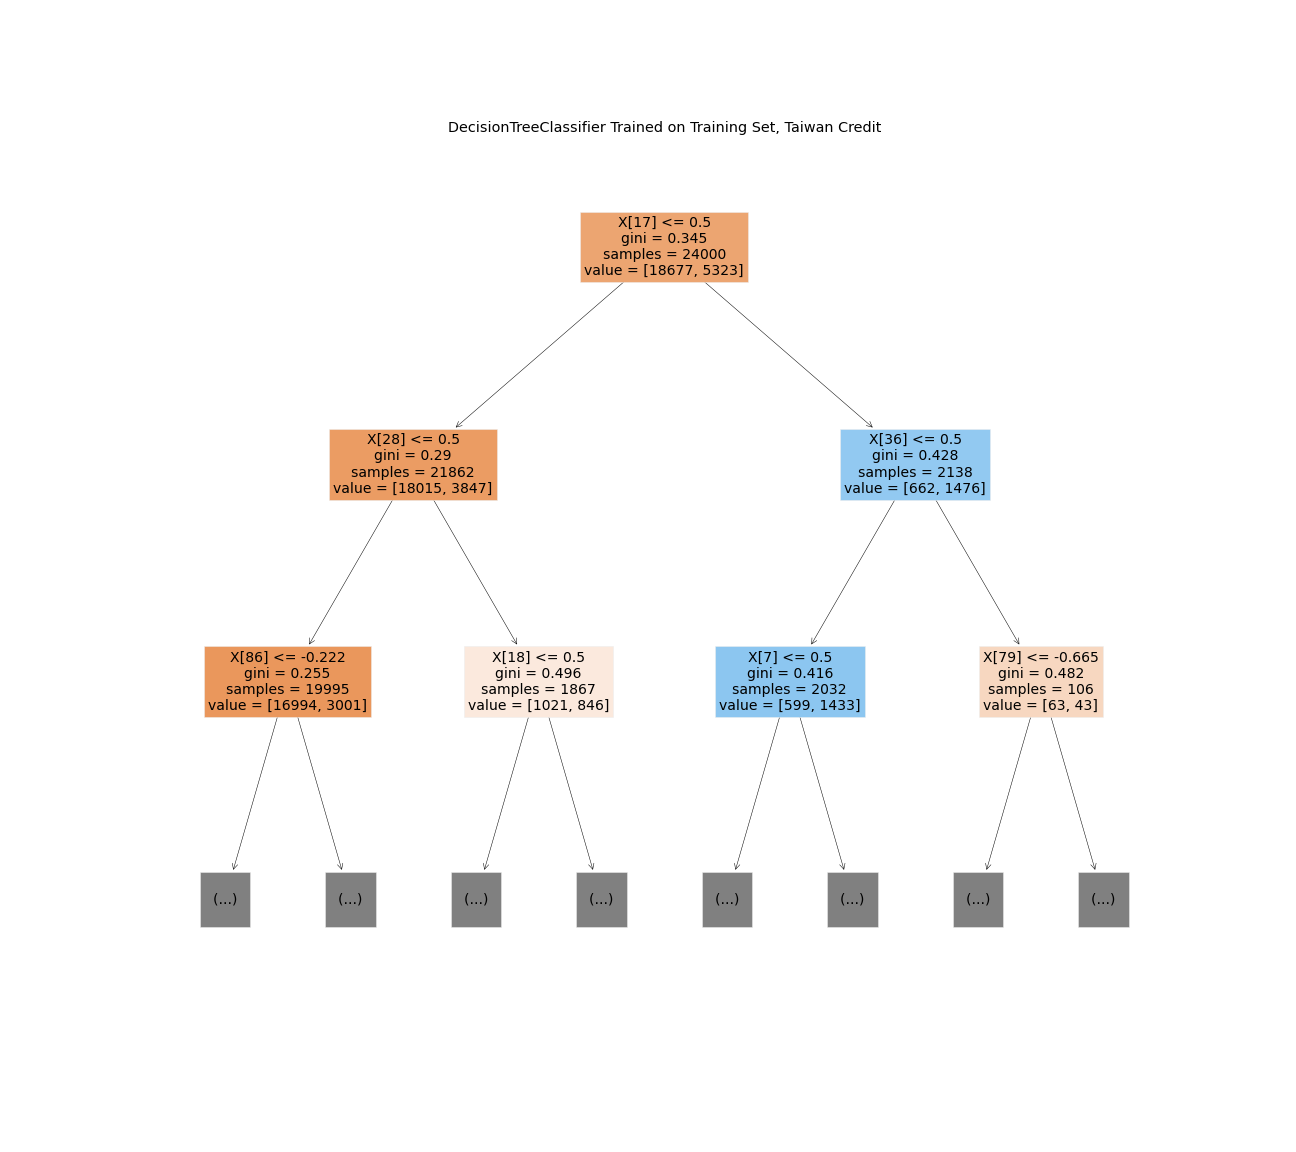 DecisionTreeClassifier Trained on Training Set, Taiwan Credit
X[17] <= 0.5
gini = 0.345
samples = 24000
value = [18677, 5323]
X[28] <= 0.5
gini = 0.29
samples = 21862
value = [18015, 3847]
X[36] <= 0.5
gini = 0.428
samples = 2138
value = [662, 1476]
X[86] <= -0.222
gini = 0.255
samples = 19995
value = [16994, 3001]
X[18] <= 0.5
gini = 0.496
samples = 1867
value = [1021, 846]
X[7] <= 0.5
gini = 0.416
samples = 2032
value = [599, 1433]
X[79] <= -0.665
gini = 0.482
samples = 106
value = [63, 43]
(...)
(...)
(...)
(...)
(...)
(...)
(...)
(...)